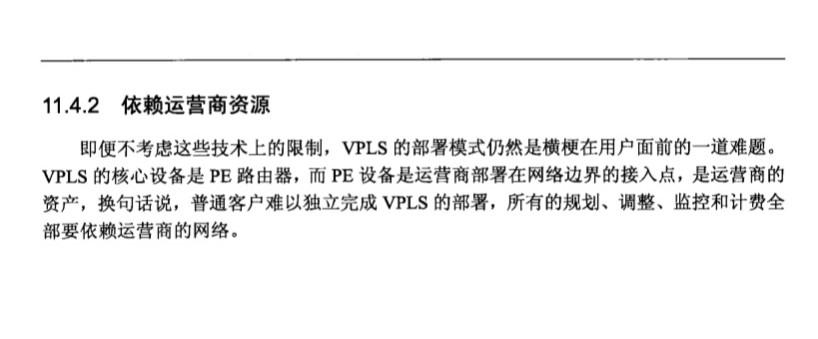 11.4.2 依赖运营商资源
即便不考虑这些技术上的限制，VPLS 的部署模式仍然是横梗在用户面前的一道难题。
VPLS 的核心设备是 PE 路由器，而 PE 设备是运营商部署在网络边界的接入点，是运营商的
资产，换句话说，普通客户难以独立完成 VPLS 的部署，所有的规划、调整、监控和计费全
部要依赖运营商的网络。